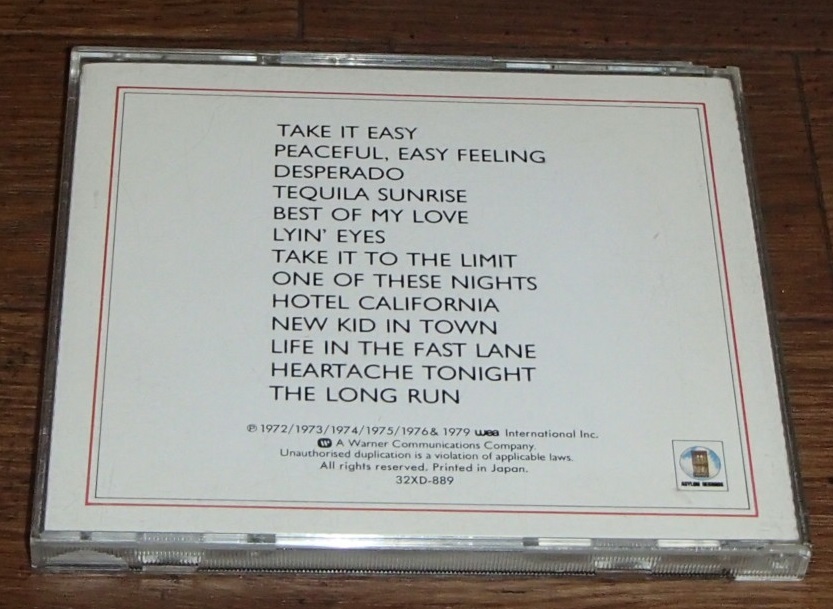 TAKE IT EASY
PEACEFUL, EASY FEELING
DESPERADO
TEQUILA SUNRISE
BEST OF MY LOVE
LYIN' EYES
TAKE IT TO THE LIMIT
ONE OF THESE NIGHTS
HOTEL CALIFORNIA
NEW KID IN TOWN
LIFE IN THE FAST LANE
HEARTACHE TONIGHT
THE LONG RUN
℗ 1972/1973/1974/1975/1976& 1979 wea International Inc.
W A Warner Communications Company.
Unauthorised duplication is a violation of applicable laws.
All rights reserved. Printed in Japan.
32XD-889
ASYLUM RECORDS